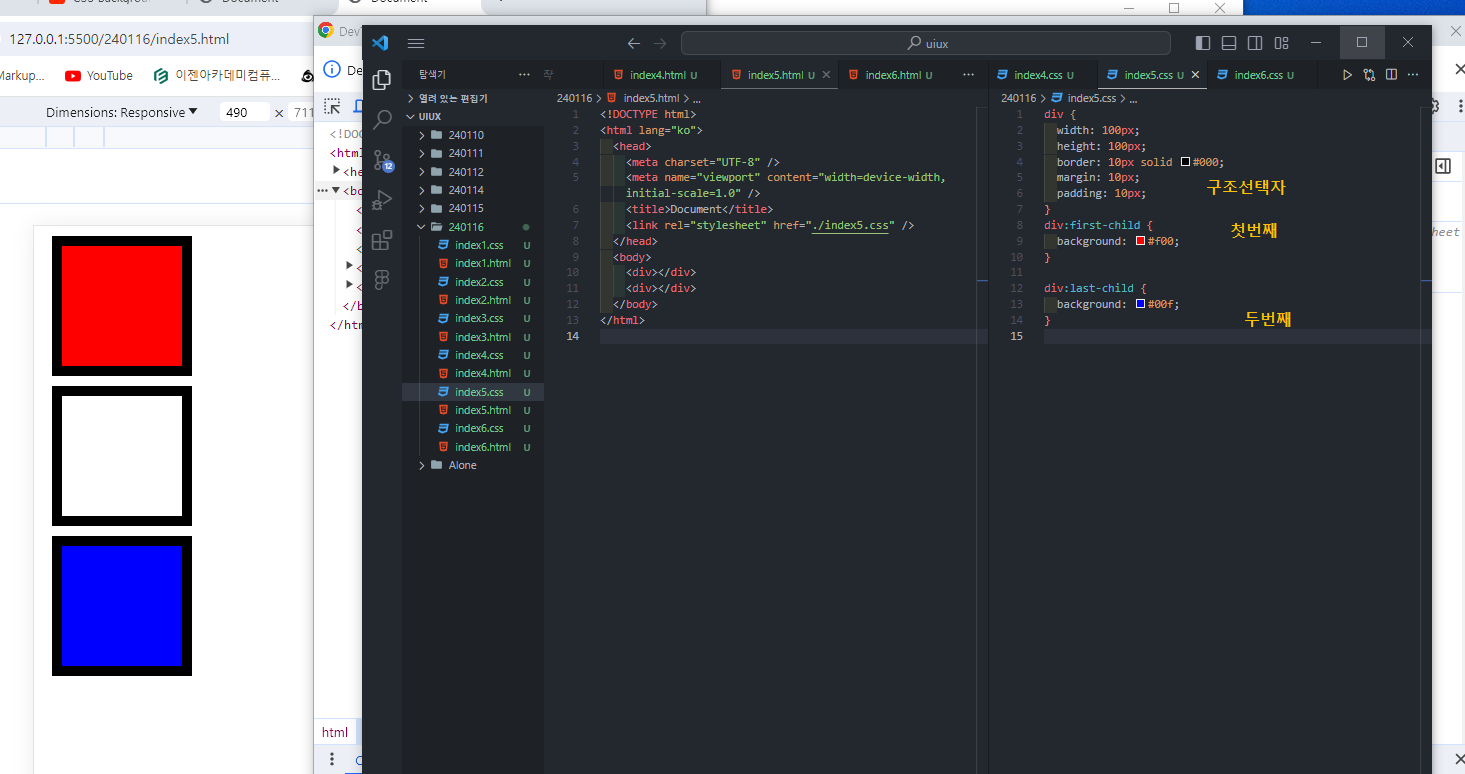 Css Backgro
Document
Document
127.0.0.1:5500/240116/index5.html
Markup...
YouTube
이젠아카데미컴퓨...
Dimensions: Responsive
490
×
711
<!DOC
<html
<he
<bo
</b
</htm
html
uiux
탐색기
열려 있는 편집기
UIUX
240110
240111
240112
240114
240115
240116
index1.css U
index1.html U
index2.css U
index2.html U
index3.css U
index3.html U
index4.css U
index4.html U
index5.css U
index5.html U
index6.css U
index6.html U
Alone
12
index4.html U
index5.html U
index6.html U
240116 > index5.html > ...
1 <!DOCTYPE html>
2 <html lang="ko">
3 <head>
4 <meta charset="UTF-8" />
5 <meta name="viewport" content="width=device-width,
initial-scale=1.0" />
6 <title>Document</title>
7 <link rel="stylesheet" href="./index5.css" />
8 </head>
9 <body>
10 <div></div>
11 <div></div>
12 </body>
13 </html>
14
index4.css U
index5.css U
index6.css U
240116 > index5.css > ...
1 div {
2 width: 100px;
3 height: 100px;
4 border: 10px solid #000;
5 margin: 10px;
6 padding: 10px;
7 }
8 div:first-child {
9 background: #f00;
10 }
11
12 div:last-child {
13 background: #00f;
14 }
15
구조선택자
첫번째
두번째
heet